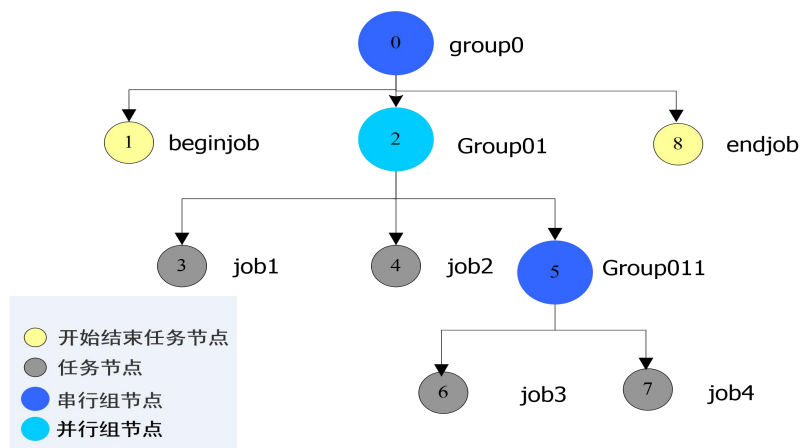 0 group0
1 beginjob
2 Group01
8 endjob
3 job1
4 job2
5 Group011
6 job3
7 job4
开始结束任务节点
任务节点
串行组节点
并行组节点